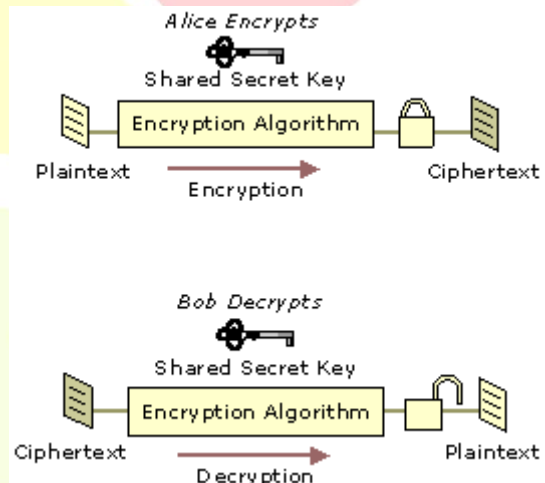 Alice Encrypts
Shared Secret Key
Encryption Algorithm
Plaintext
Ciphertext
Encryption
Bob Decrypts
Shared Secret Key
Encryption Algorithm
Ciphertext
Plaintext
Decryption